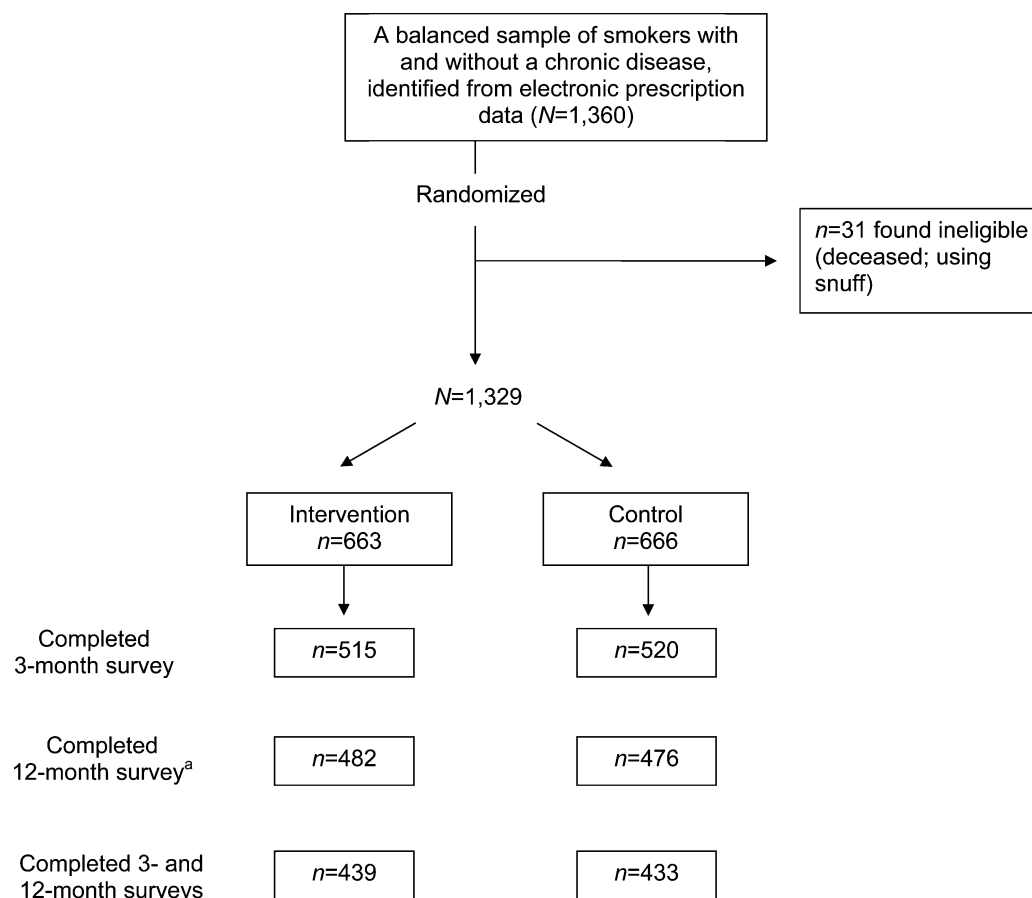 A balanced sample of smokers with
and without a chronic disease,
identified from electronic prescription
data (N=1,360)
Randomized
n=31 found ineligible
(deceased; using
snuff)
N=1,329
Intervention
n=663
Control
n=666
Completed
3-month survey
n=515
n=520
Completed
12-month surveyᵃ
n=482
n=476
Completed 3- and
12-month surveys
n=439
n=433